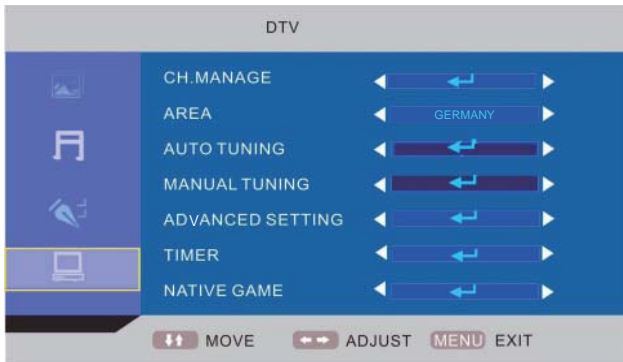 DTV
CH.MANAGE
AREA GERMANY
AUTO TUNING
MANUAL TUNING
ADVANCED SETTING
TIMER
NATIVE GAME
MOVE ADJUST MENU EXIT